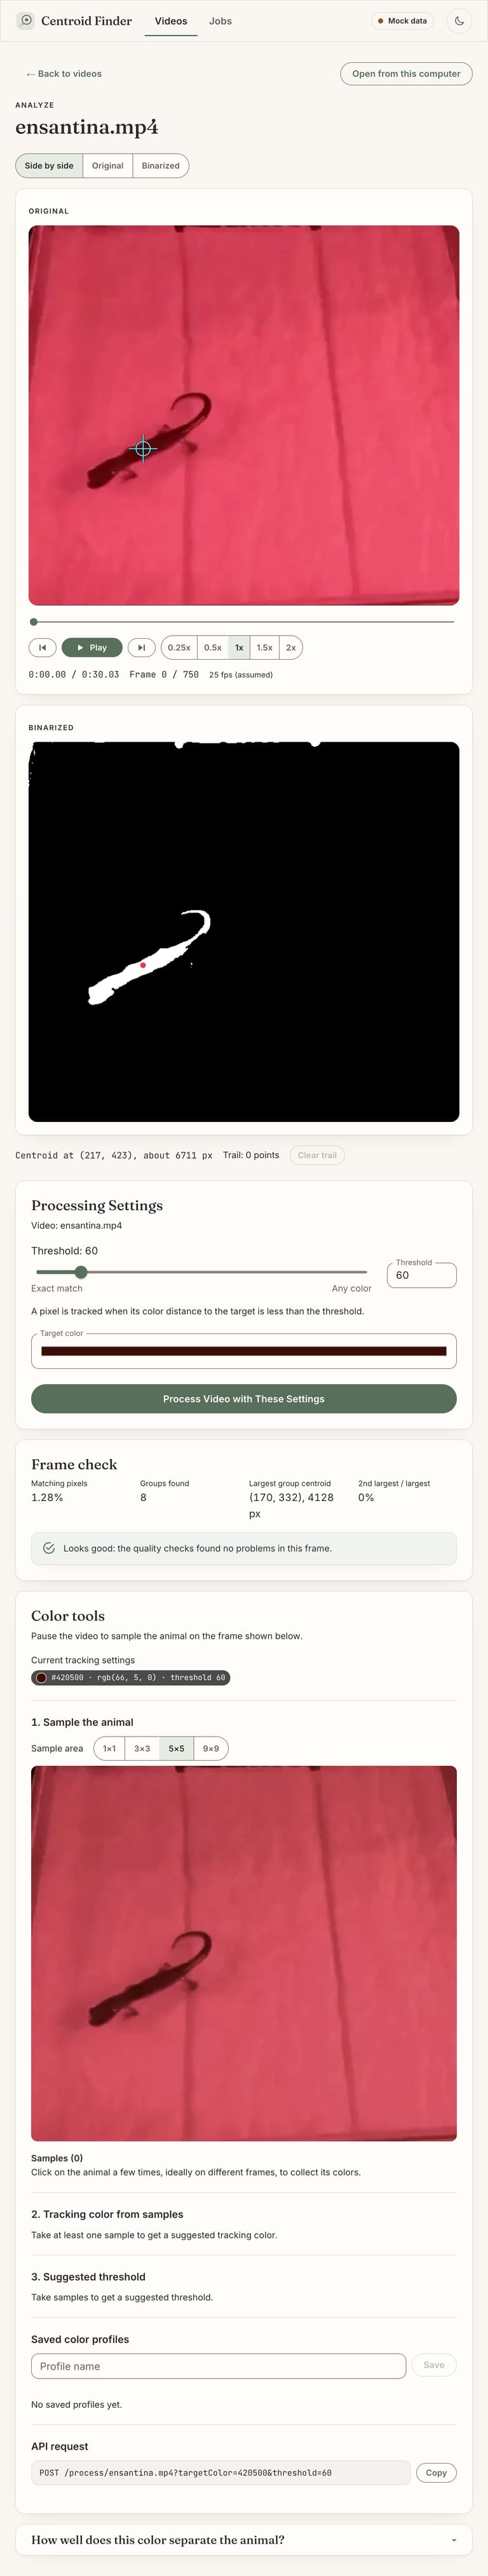 Centroid Finder
Videos
Jobs
Mock data
← Back to videos
Open from this computer
ANALYZE
ensantina.mp4
Side by side
Original
Binarized
ORIGINAL
Play
0.25x
0.5x
1x
1.5x
2x
0:00.00 / 0:30.03 Frame 0 / 750 25 fps (assumed)
BINARIZED
Centroid at (217, 423), about 6711 px
Trail: 0 points
Clear trail
Processing Settings
Video: ensantina.mp4
Threshold: 60
Threshold
60
Exact match
Any color
A pixel is tracked when its color distance to the target is less than the threshold.
Target color
Process Video with These Settings
Frame check
Matching pixels
1.28%
Groups found
8
Largest group centroid
(170, 332), 4128
px
2nd largest / largest
0%
Looks good: the quality checks found no problems in this frame.
Color tools
Pause the video to sample the animal on the frame shown below.
Current tracking settings
#420500 · rgb(66, 5, 0) · threshold 60
1. Sample the animal
Sample area
1×1
3×3
5×5
9×9
Samples (0)
Click on the animal a few times, ideally on different frames, to collect its colors.
2. Tracking color from samples
Take at least one sample to get a suggested tracking color.
3. Suggested threshold
Take samples to get a suggested threshold.
Saved color profiles
Profile name
Save
No saved profiles yet.
API request
POST /process/ensantina.mp4?targetColor=420500&threshold=60
Copy
How well does this color separate the animal?